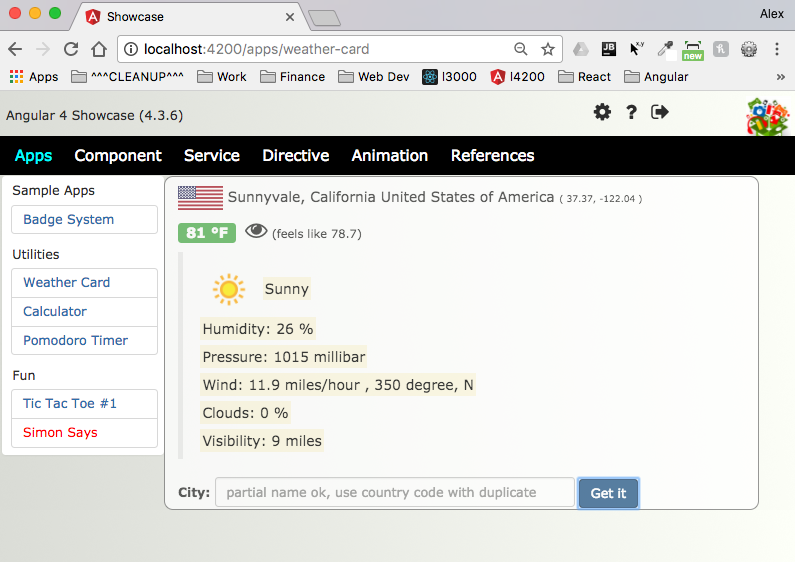 Showcase
Alex
localhost:4200/apps/weather-card
JB
x,y
new
Apps ^^^CLEANUP^^^ Work Finance Web Dev l3000 l4200 React Angular »
Angular 4 Showcase (4.3.6)
?
Apps Component Service Directive Animation References
Sample Apps
Badge System
Utilities
Weather Card
Calculator
Pomodoro Timer
Fun
Tic Tac Toe #1
Simon Says
Sunnyvale, California United States of America ( 37.37, -122.04 )
81 °F (feels like 78.7)
Sunny
Humidity: 26 %
Pressure: 1015 millibar
Wind: 11.9 miles/hour , 350 degree, N
Clouds: 0 %
Visibility: 9 miles
City: partial name ok, use country code with duplicate Get it